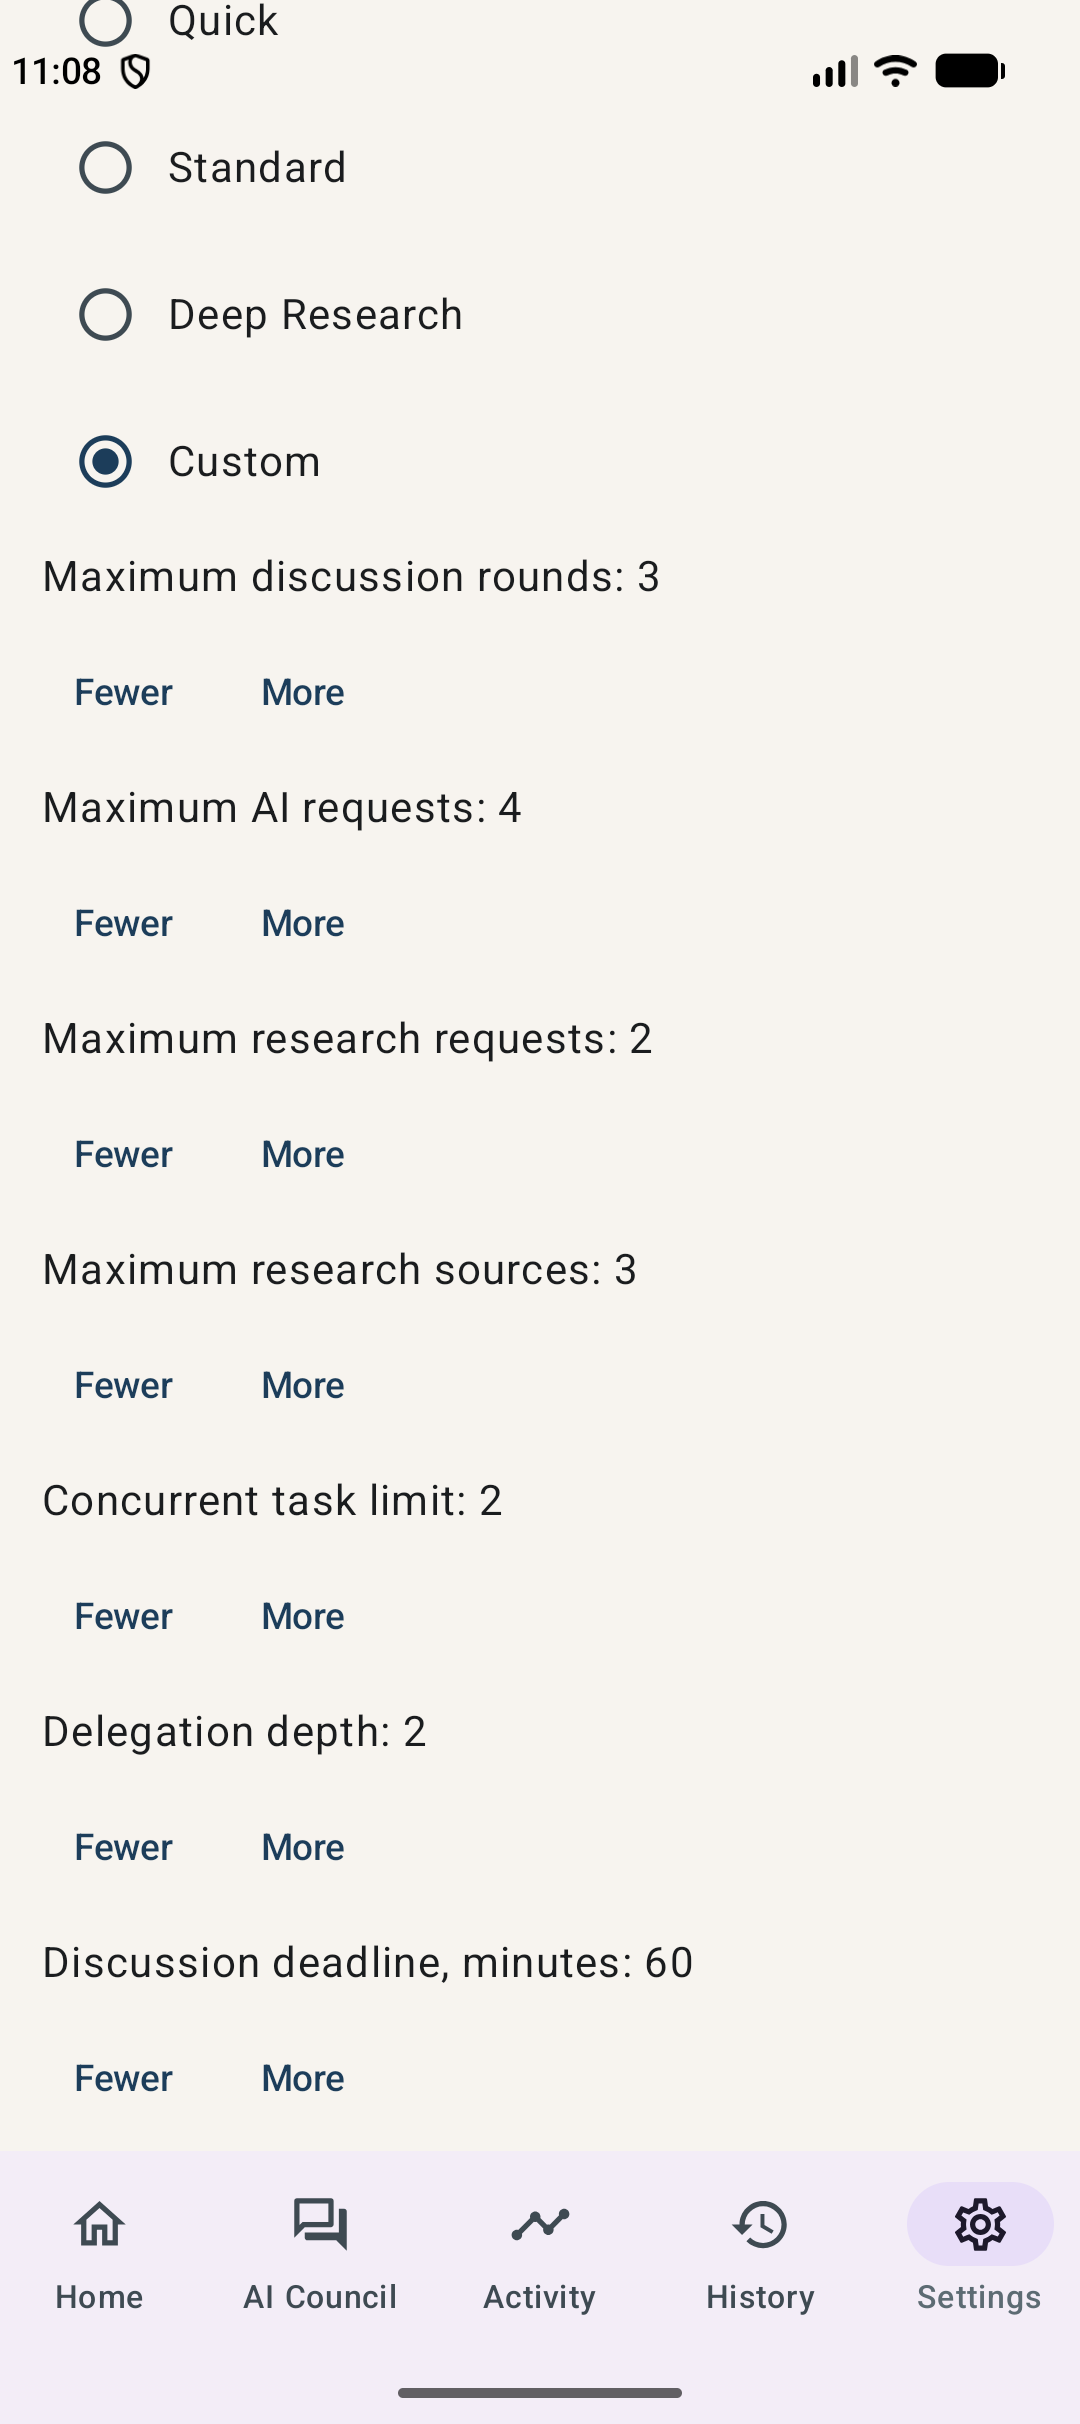 Quick
11:08
Standard
Deep Research
Custom
Maximum discussion rounds: 3
Fewer More
Maximum AI requests: 4
Fewer More
Maximum research requests: 2
Fewer More
Maximum research sources: 3
Fewer More
Concurrent task limit: 2
Fewer More
Delegation depth: 2
Fewer More
Discussion deadline, minutes: 60
Fewer More
Home AI Council Activity History Settings